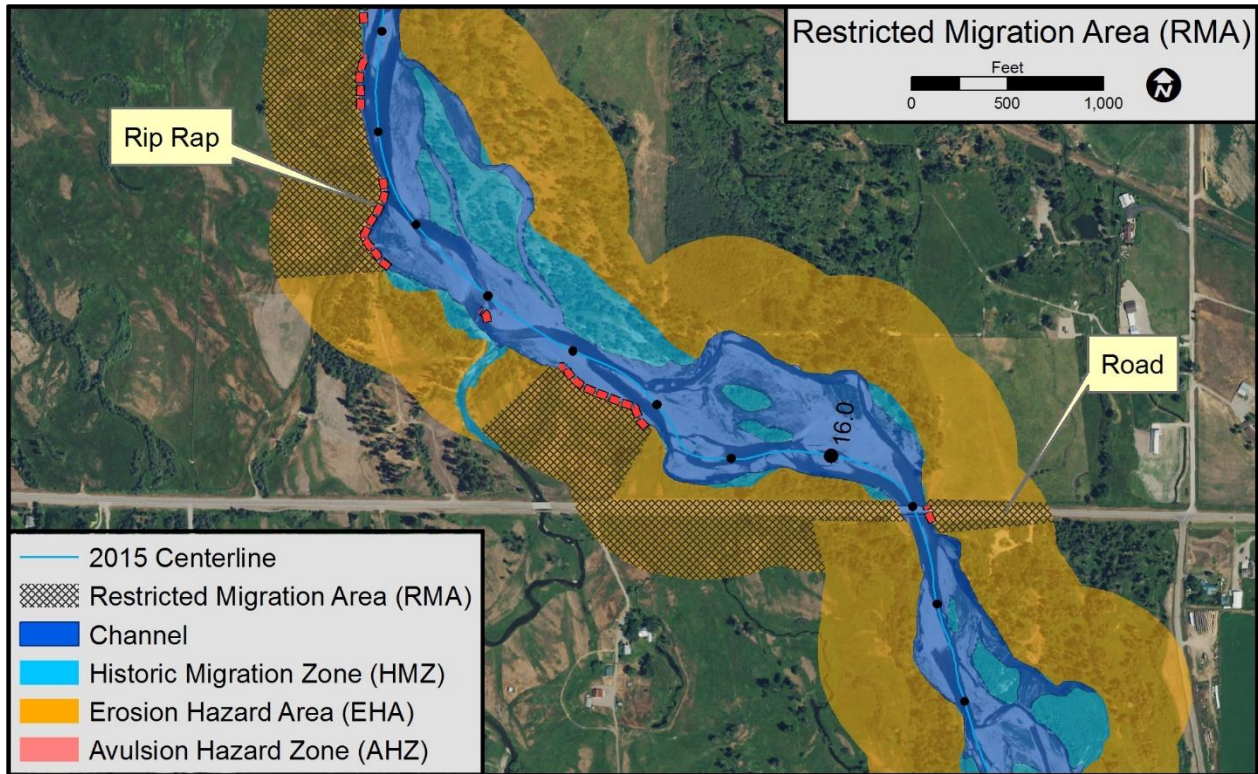 Restricted Migration Area (RMA)
Feet
0 500 1,000
N
Rip Rap
Road
16.0
2015 Centerline
Restricted Migration Area (RMA)
Channel
Historic Migration Zone (HMZ)
Erosion Hazard Area (EHA)
Avulsion Hazard Zone (AHZ)